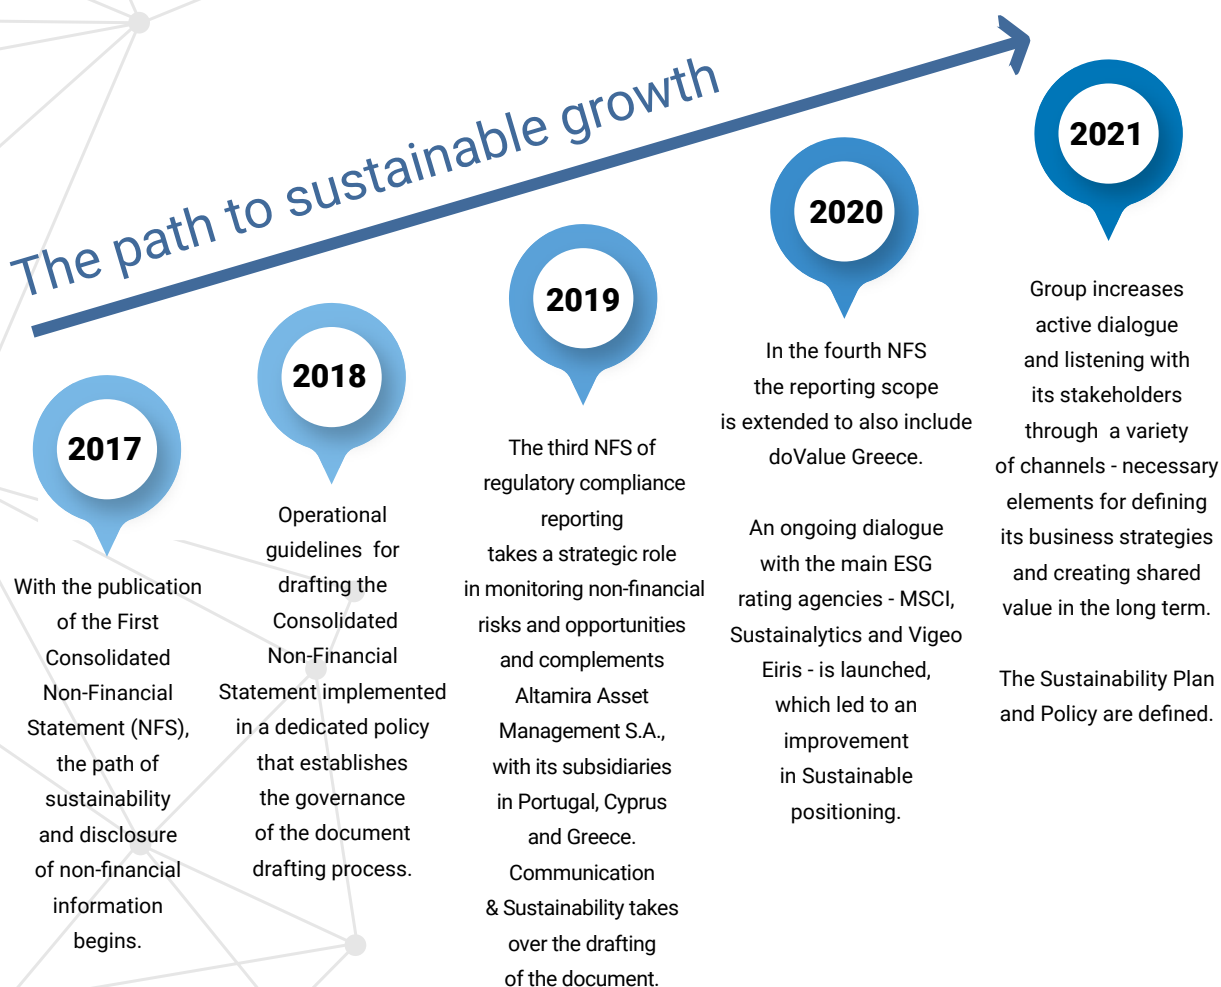 The path to sustainable growth
2017
With the publication
of the First
Consolidated
Non-Financial
Statement (NFS),
the path of
sustainability
and disclosure
of non-financial
information
begins.
2018
Operational
guidelines for
drafting the
Consolidated
Non-Financial
Statement implemented
in a dedicated policy
that establishes
the governance
of the document
drafting process.
2019
The third NFS of
regulatory compliance
reporting
takes a strategic role
in monitoring non-financial
risks and opportunities
and complements
Altamira Asset
Management S.A.,
with its subsidiaries
in Portugal, Cyprus
and Greece.
Communication
& Sustainability takes
over the drafting
of the document.
2020
In the fourth NFS
the reporting scope
is extended to also include
doValue Greece.
An ongoing dialogue
with the main ESG
rating agencies - MSCI,
Sustainalytics and Vigeo
Eiris - is launched,
which led to an
improvement
in Sustainable
positioning.
2021
Group increases
active dialogue
and listening with
its stakeholders
through a variety
of channels - necessary
elements for defining
its business strategies
and creating shared
value in the long term.
The Sustainability Plan
and Policy are defined.